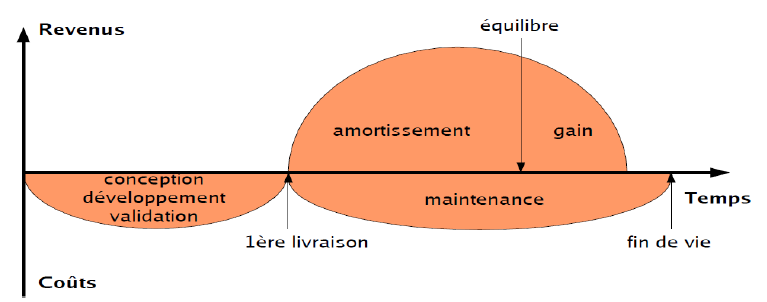 Revenus
équilibre
amortissement
gain
conception
développement
validation
maintenance
Temps
1ère livraison
fin de vie
Coûts